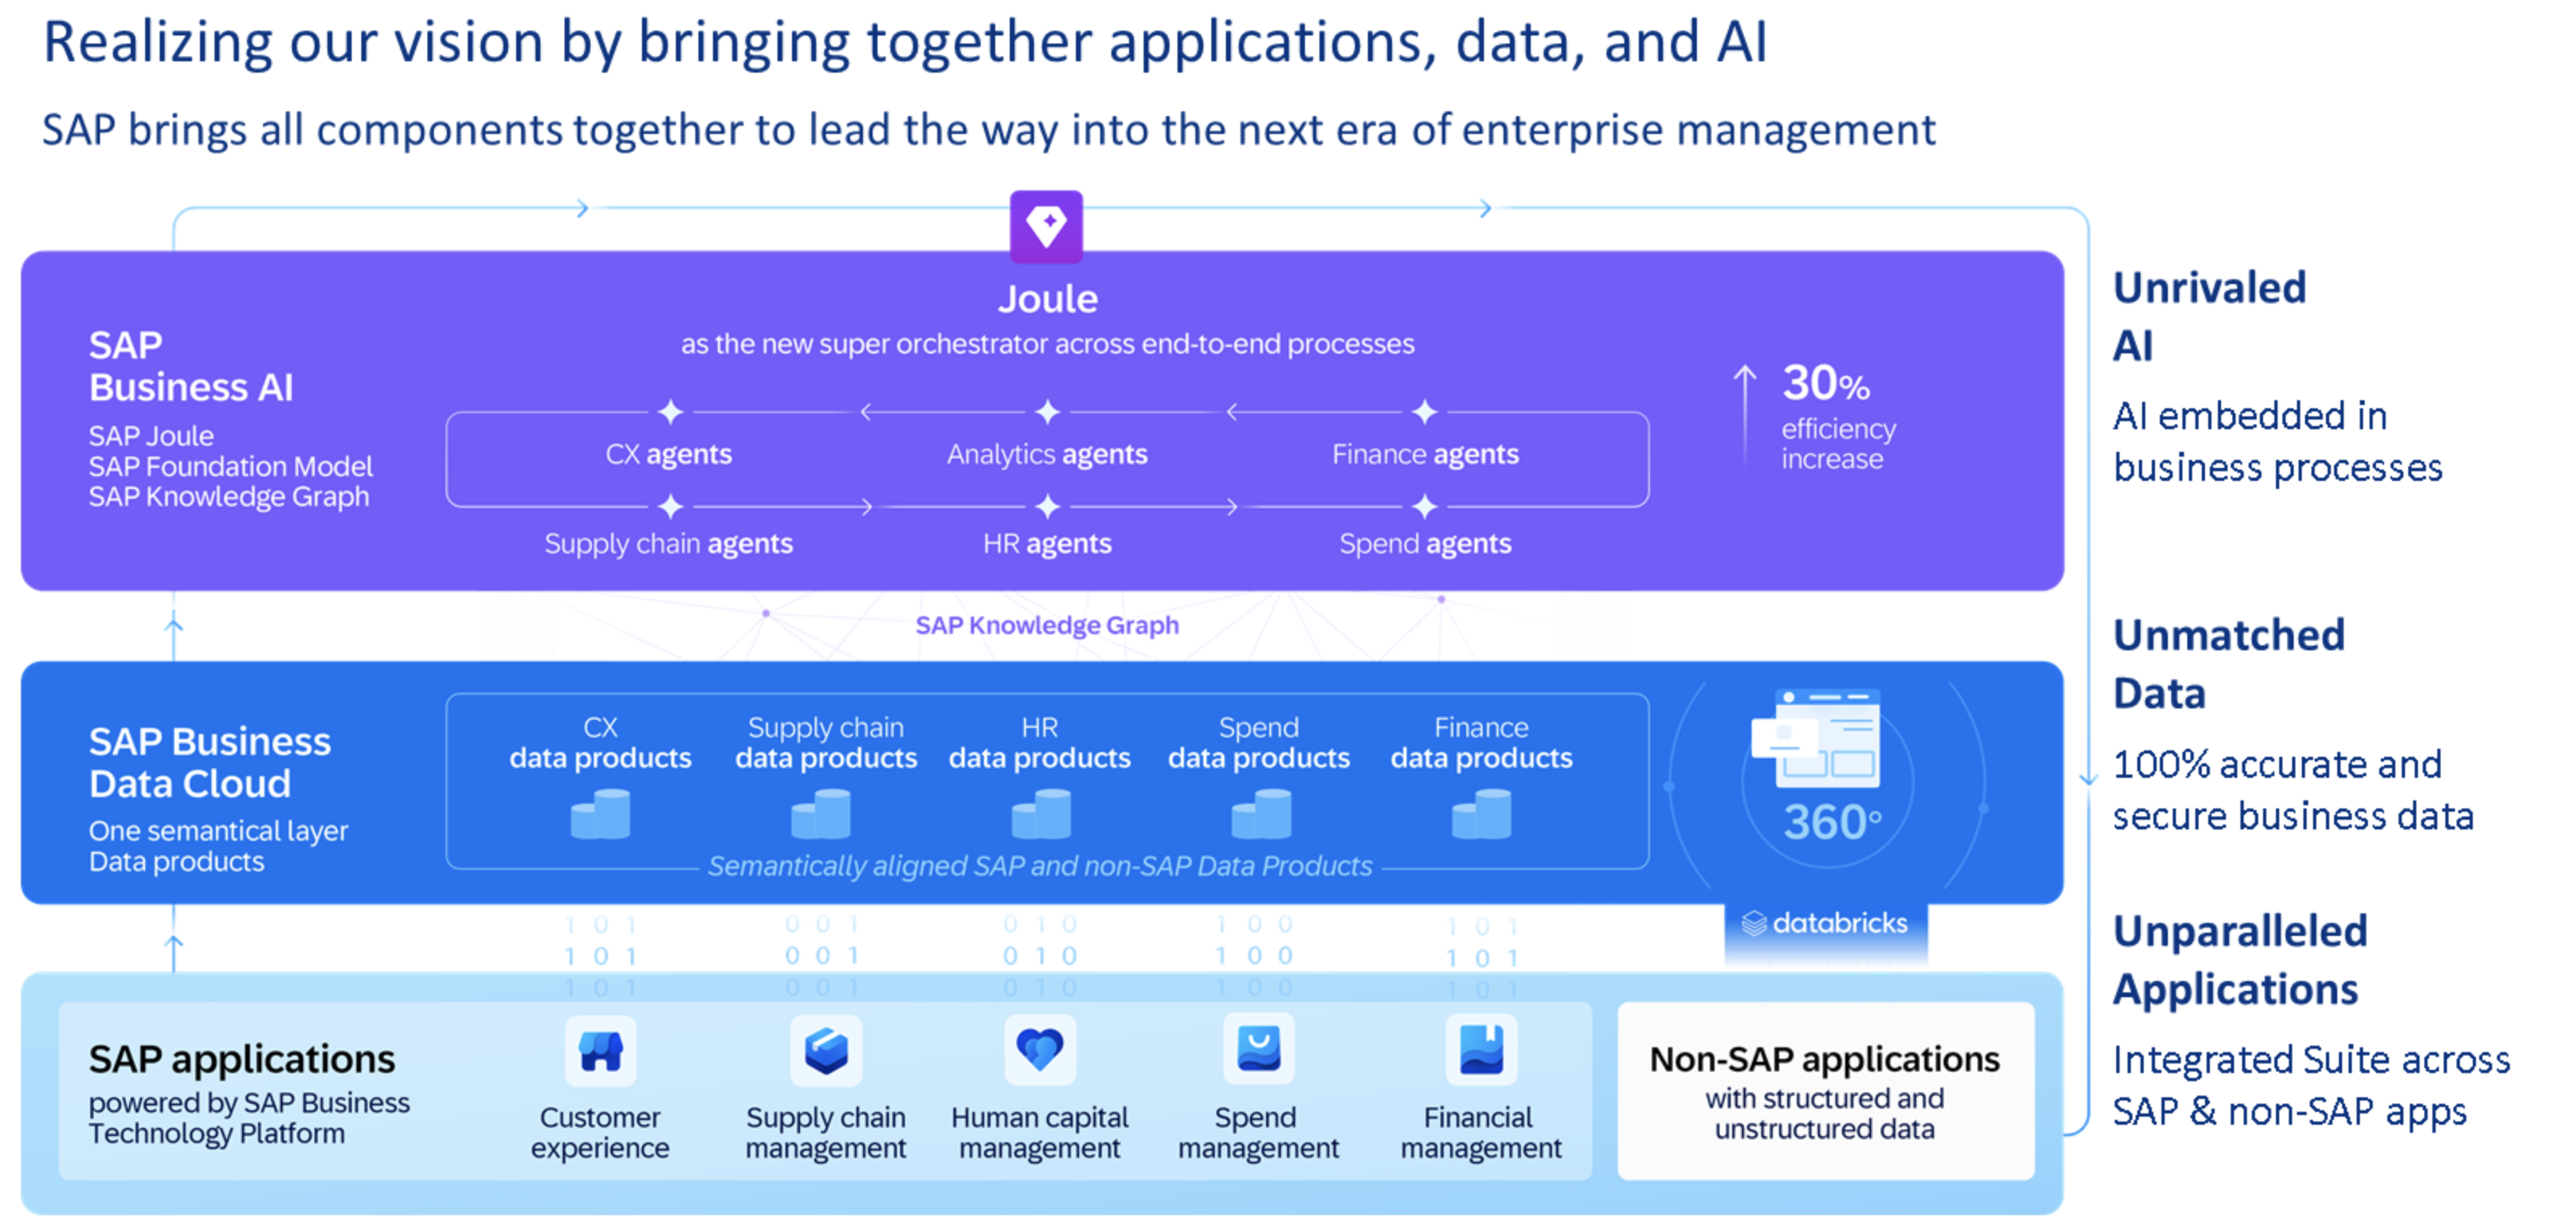 Realizing our vision by bringing together applications, data, and AI
SAP brings all components together to lead the way into the next era of enterprise management
Joule
as the new super orchestrator across end-to-end processes
SAP
Business AI
SAP Joule
SAP Foundation Model
SAP Knowledge Graph
CX agents
Analytics agents
Finance agents
Supply chain agents
HR agents
Spend agents
30%
efficiency
increase
Unrivaled
AI
AI embedded in
business processes
SAP Knowledge Graph
SAP Business
Data Cloud
One semantical layer
Data products
CX
data products
Supply chain
data products
HR
data products
Spend
data products
Finance
data products
Semantically aligned SAP and non-SAP Data Products
360°
databricks
Unmatched
Data
100% accurate and
secure business data
1 0 1
1 0 1
1 0 1
0 0 1
0 0 1
0 0 1
0 1 0
0 1 0
0 1 0
1 0 0
1 0 0
1 0 0
1 0 1
1 0 1
1 0 1
SAP applications
powered by SAP Business
Technology Platform
Customer
experience
Supply chain
management
Human capital
management
Spend
management
Financial
management
Non-SAP applications
with structured and
unstructured data
Unparalleled
Applications
Integrated Suite across
SAP & non-SAP apps